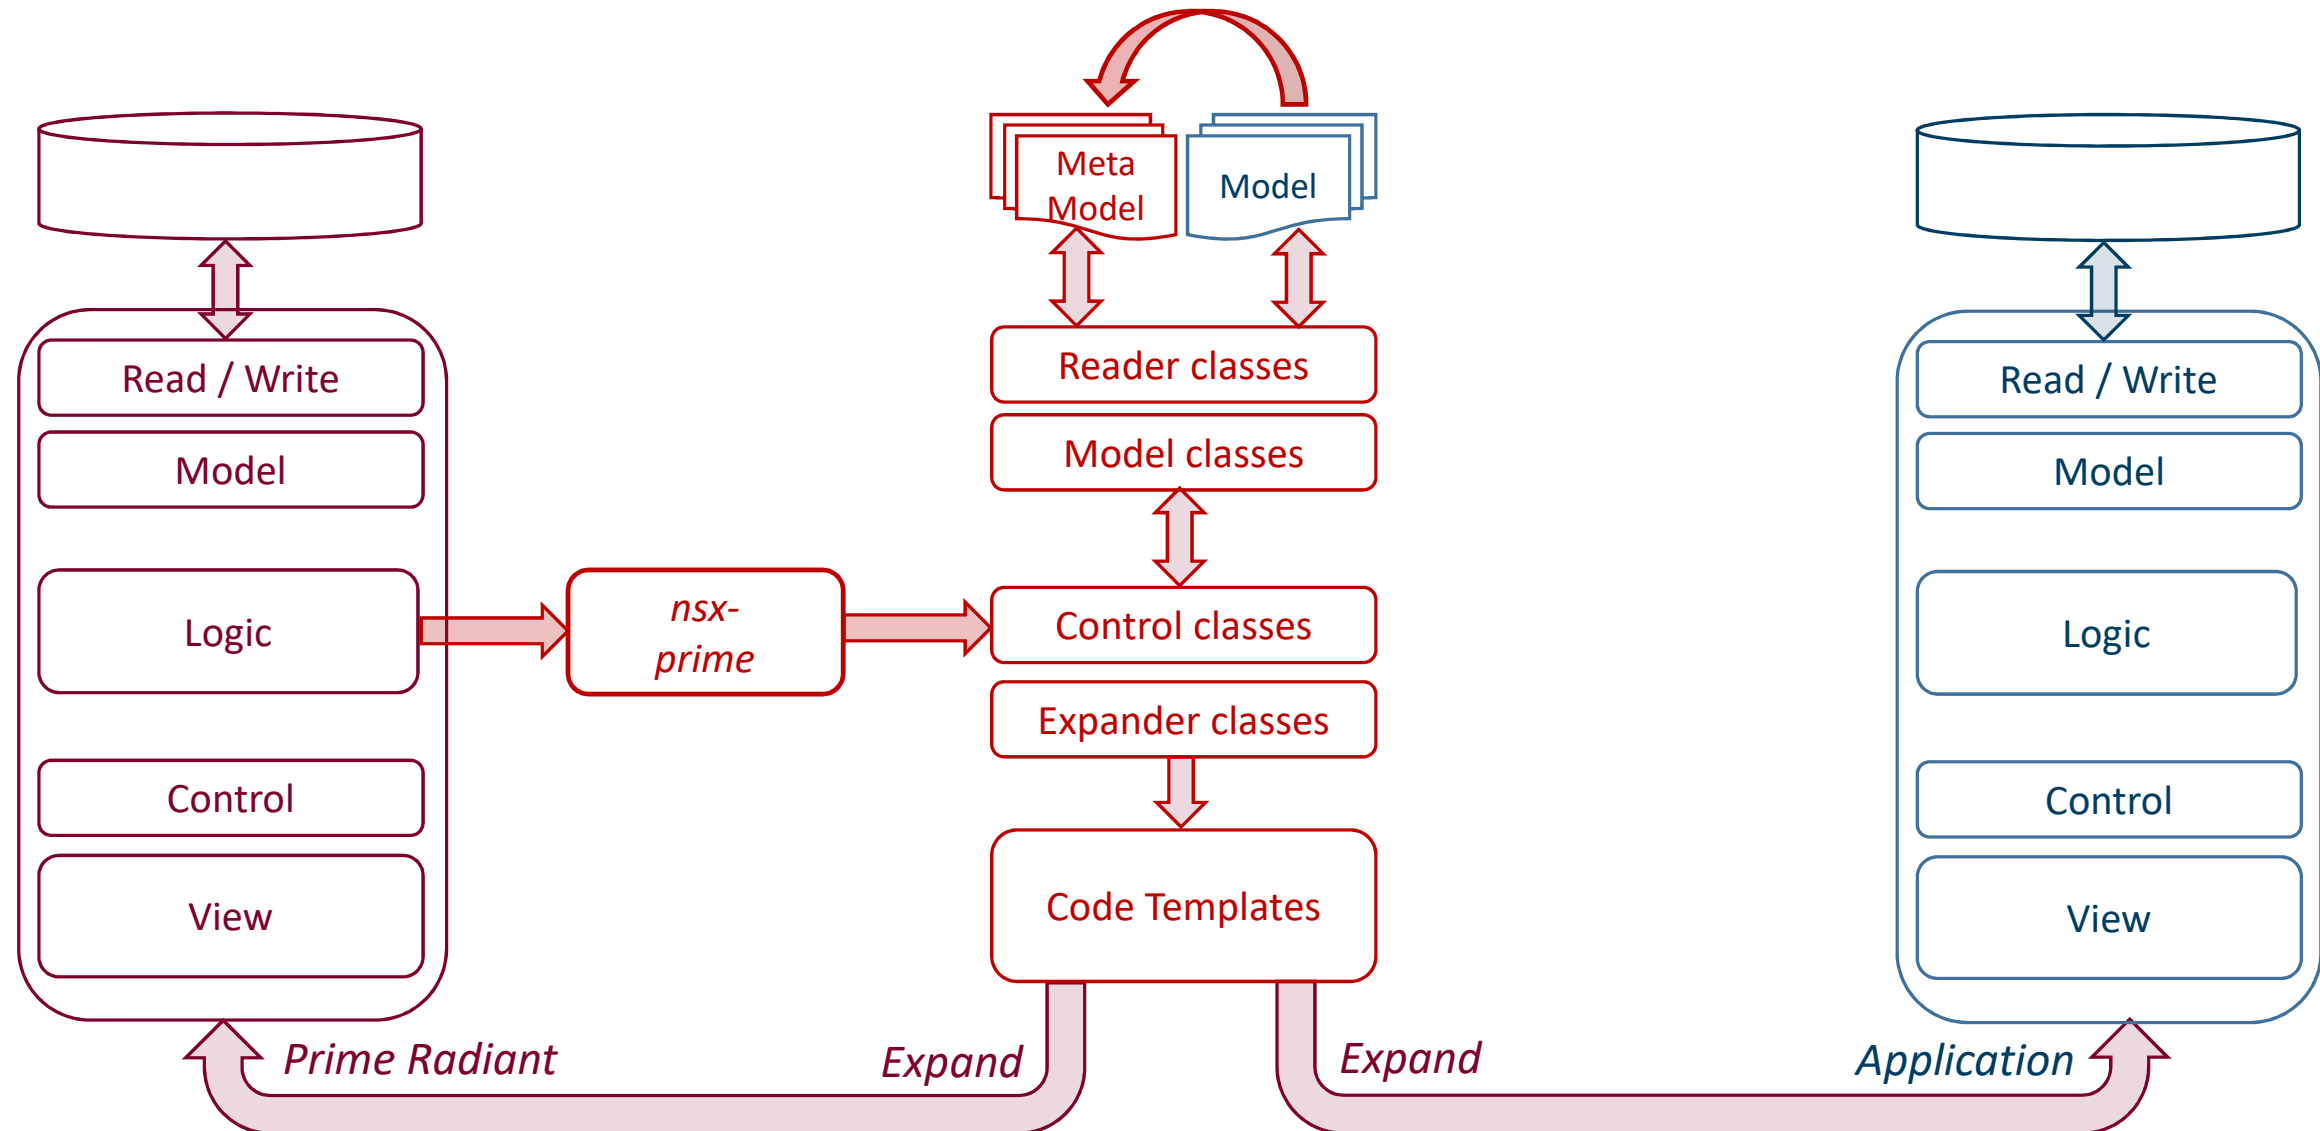 Meta
Model
Model
Read / Write
Model
Logic
Control
View
Prime Radiant
nsx-
prime
Reader classes
Model classes
Control classes
Expander classes
Code Templates
Expand
Expand
Read / Write
Model
Logic
Control
View
Application